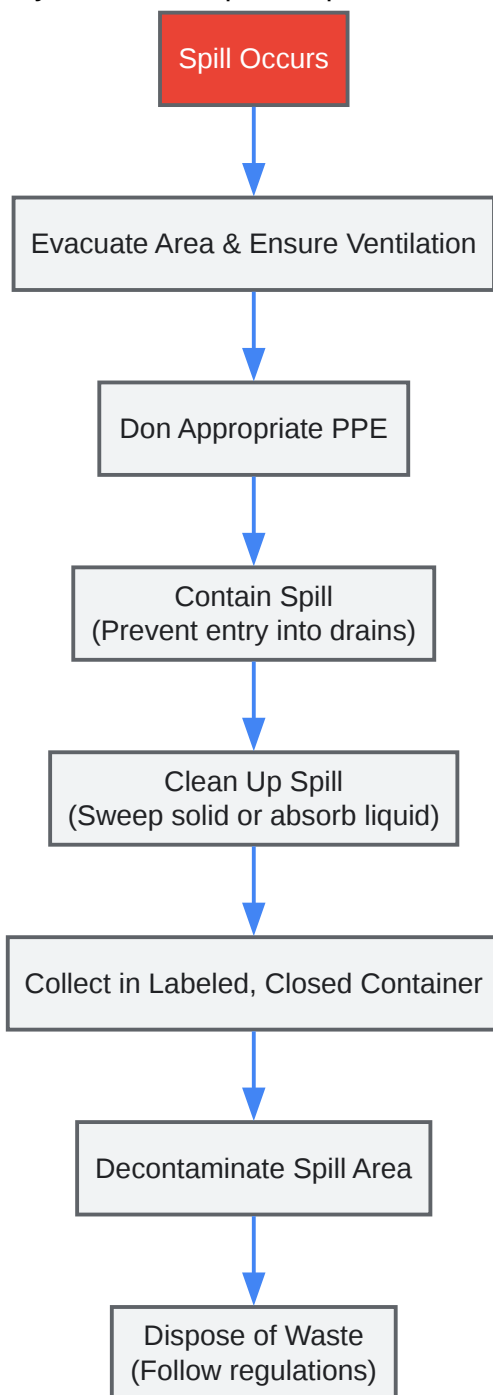 Spill Occurs
Evacuate Area & Ensure Ventilation
Don Appropriate PPE
Contain Spill
(Prevent entry into drains)
Clean Up Spill
(Sweep solid or absorb liquid)
Collect in Labeled, Closed Container
Decontaminate Spill Area
Dispose of Waste
(Follow regulations)